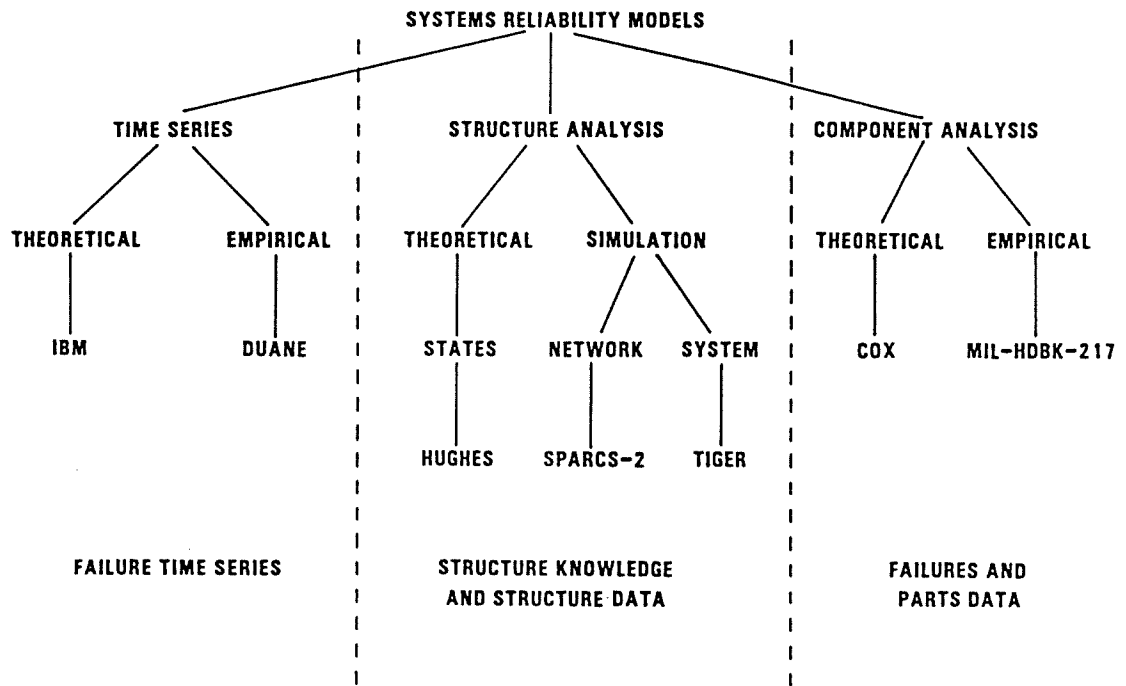 SYSTEMS RELIABILITY MODELS
TIME SERIES
STRUCTURE ANALYSIS
COMPONENT ANALYSIS
THEORETICAL
EMPIRICAL
THEORETICAL
SIMULATION
THEORETICAL
EMPIRICAL
IBM
DUANE
STATES
NETWORK
SYSTEM
COX
MIL-HDBK-217
HUGHES
SPARCS-2
TIGER
FAILURE TIME SERIES
STRUCTURE KNOWLEDGE
AND STRUCTURE DATA
FAILURES AND
PARTS DATA